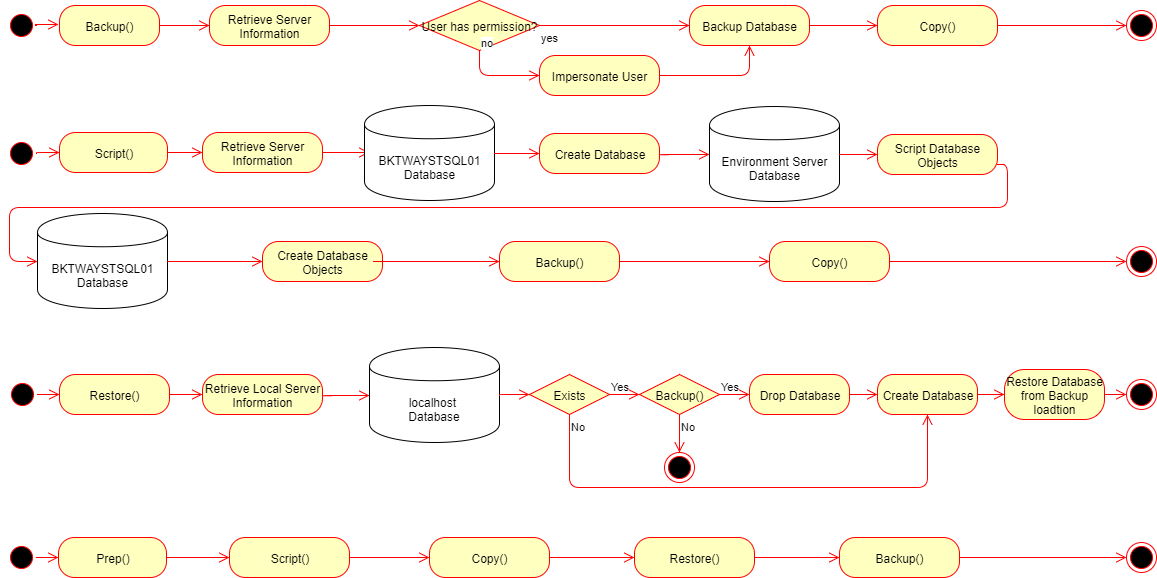 Backup()
Retrieve Server
Information
User has permission?
yes
no
Backup Database
Copy()
Impersonate User
Script()
Retrieve Server
Information
BKTWAYSTSQL01
Database
Create Database
Environment Server
Database
Script Database
Objects
BKTWAYSTSQL01
Database
Create Database
Objects
Backup()
Copy()
Restore()
Retrieve Local Server
Information
localhost
Database
Exists
Yes
No
Backup()
Yes
No
Drop Database
Create Database
Restore Database
from Backup
loadtion
Prep()
Script()
Copy()
Restore()
Backup()